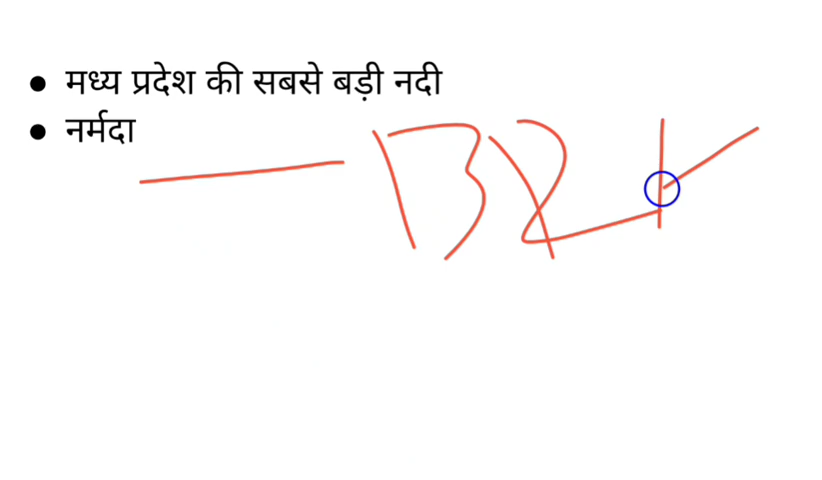 मध्य प्रदेश की सबसे बड़ी नदी
नर्मदा